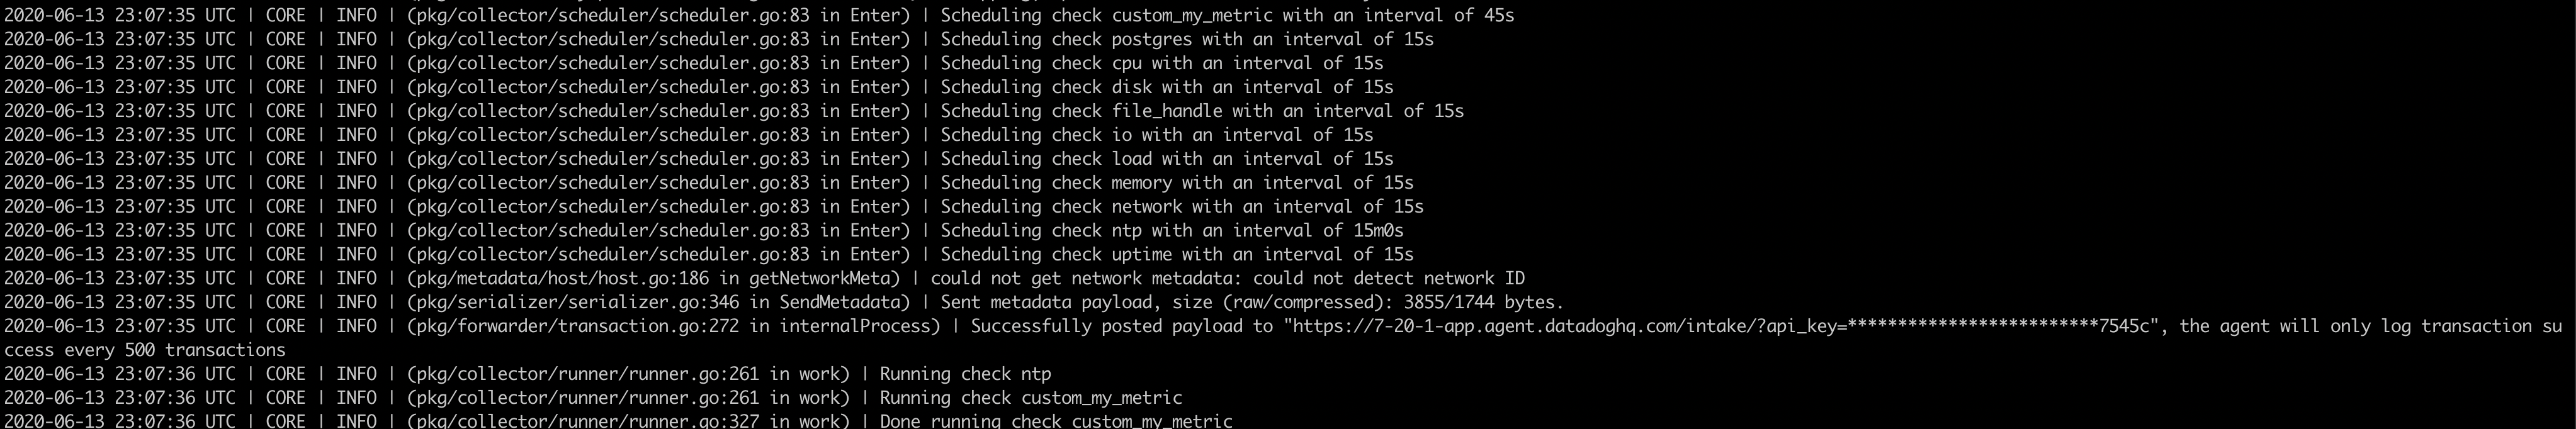 2020-06-13 23:07:35 UTC | CORE | INFO | (pkg/collector/scheduler/scheduler.go:83 in Enter) | Scheduling check custom_my_metric with an interval of 45s
2020-06-13 23:07:35 UTC | CORE | INFO | (pkg/collector/scheduler/scheduler.go:83 in Enter) | Scheduling check postgres with an interval of 15s
2020-06-13 23:07:35 UTC | CORE | INFO | (pkg/collector/scheduler/scheduler.go:83 in Enter) | Scheduling check cpu with an interval of 15s
2020-06-13 23:07:35 UTC | CORE | INFO | (pkg/collector/scheduler/scheduler.go:83 in Enter) | Scheduling check disk with an interval of 15s
2020-06-13 23:07:35 UTC | CORE | INFO | (pkg/collector/scheduler/scheduler.go:83 in Enter) | Scheduling check file_handle with an interval of 15s
2020-06-13 23:07:35 UTC | CORE | INFO | (pkg/collector/scheduler/scheduler.go:83 in Enter) | Scheduling check io with an interval of 15s
2020-06-13 23:07:35 UTC | CORE | INFO | (pkg/collector/scheduler/scheduler.go:83 in Enter) | Scheduling check load with an interval of 15s
2020-06-13 23:07:35 UTC | CORE | INFO | (pkg/collector/scheduler/scheduler.go:83 in Enter) | Scheduling check memory with an interval of 15s
2020-06-13 23:07:35 UTC | CORE | INFO | (pkg/collector/scheduler/scheduler.go:83 in Enter) | Scheduling check network with an interval of 15s
2020-06-13 23:07:35 UTC | CORE | INFO | (pkg/collector/scheduler/scheduler.go:83 in Enter) | Scheduling check ntp with an interval of 15m0s
2020-06-13 23:07:35 UTC | CORE | INFO | (pkg/collector/scheduler/scheduler.go:83 in Enter) | Scheduling check uptime with an interval of 15s
2020-06-13 23:07:35 UTC | CORE | INFO | (pkg/metadata/host/host.go:186 in getNetworkMeta) | could not get network metadata: could not detect network ID
2020-06-13 23:07:35 UTC | CORE | INFO | (pkg/serializer/serializer.go:346 in SendMetadata) | Sent metadata payload, size (raw/compressed): 3855/1744 bytes.
2020-06-13 23:07:35 UTC | CORE | INFO | (pkg/forwarder/transaction.go:272 in internalProcess) | Successfully posted payload to "https://7-20-1-app.agent.datadoghq.com/intake/?api_key=*************************7545c", the agent will only log transaction su
ccess every 500 transactions
2020-06-13 23:07:36 UTC | CORE | INFO | (pkg/collector/runner/runner.go:261 in work) | Running check ntp
2020-06-13 23:07:36 UTC | CORE | INFO | (pkg/collector/runner/runner.go:261 in work) | Running check custom_my_metric
2020-06-13 23:07:36 UTC | CORE | INFO | (pkg/collector/runner/runner.go:327 in work) | Done running check custom_my_metric